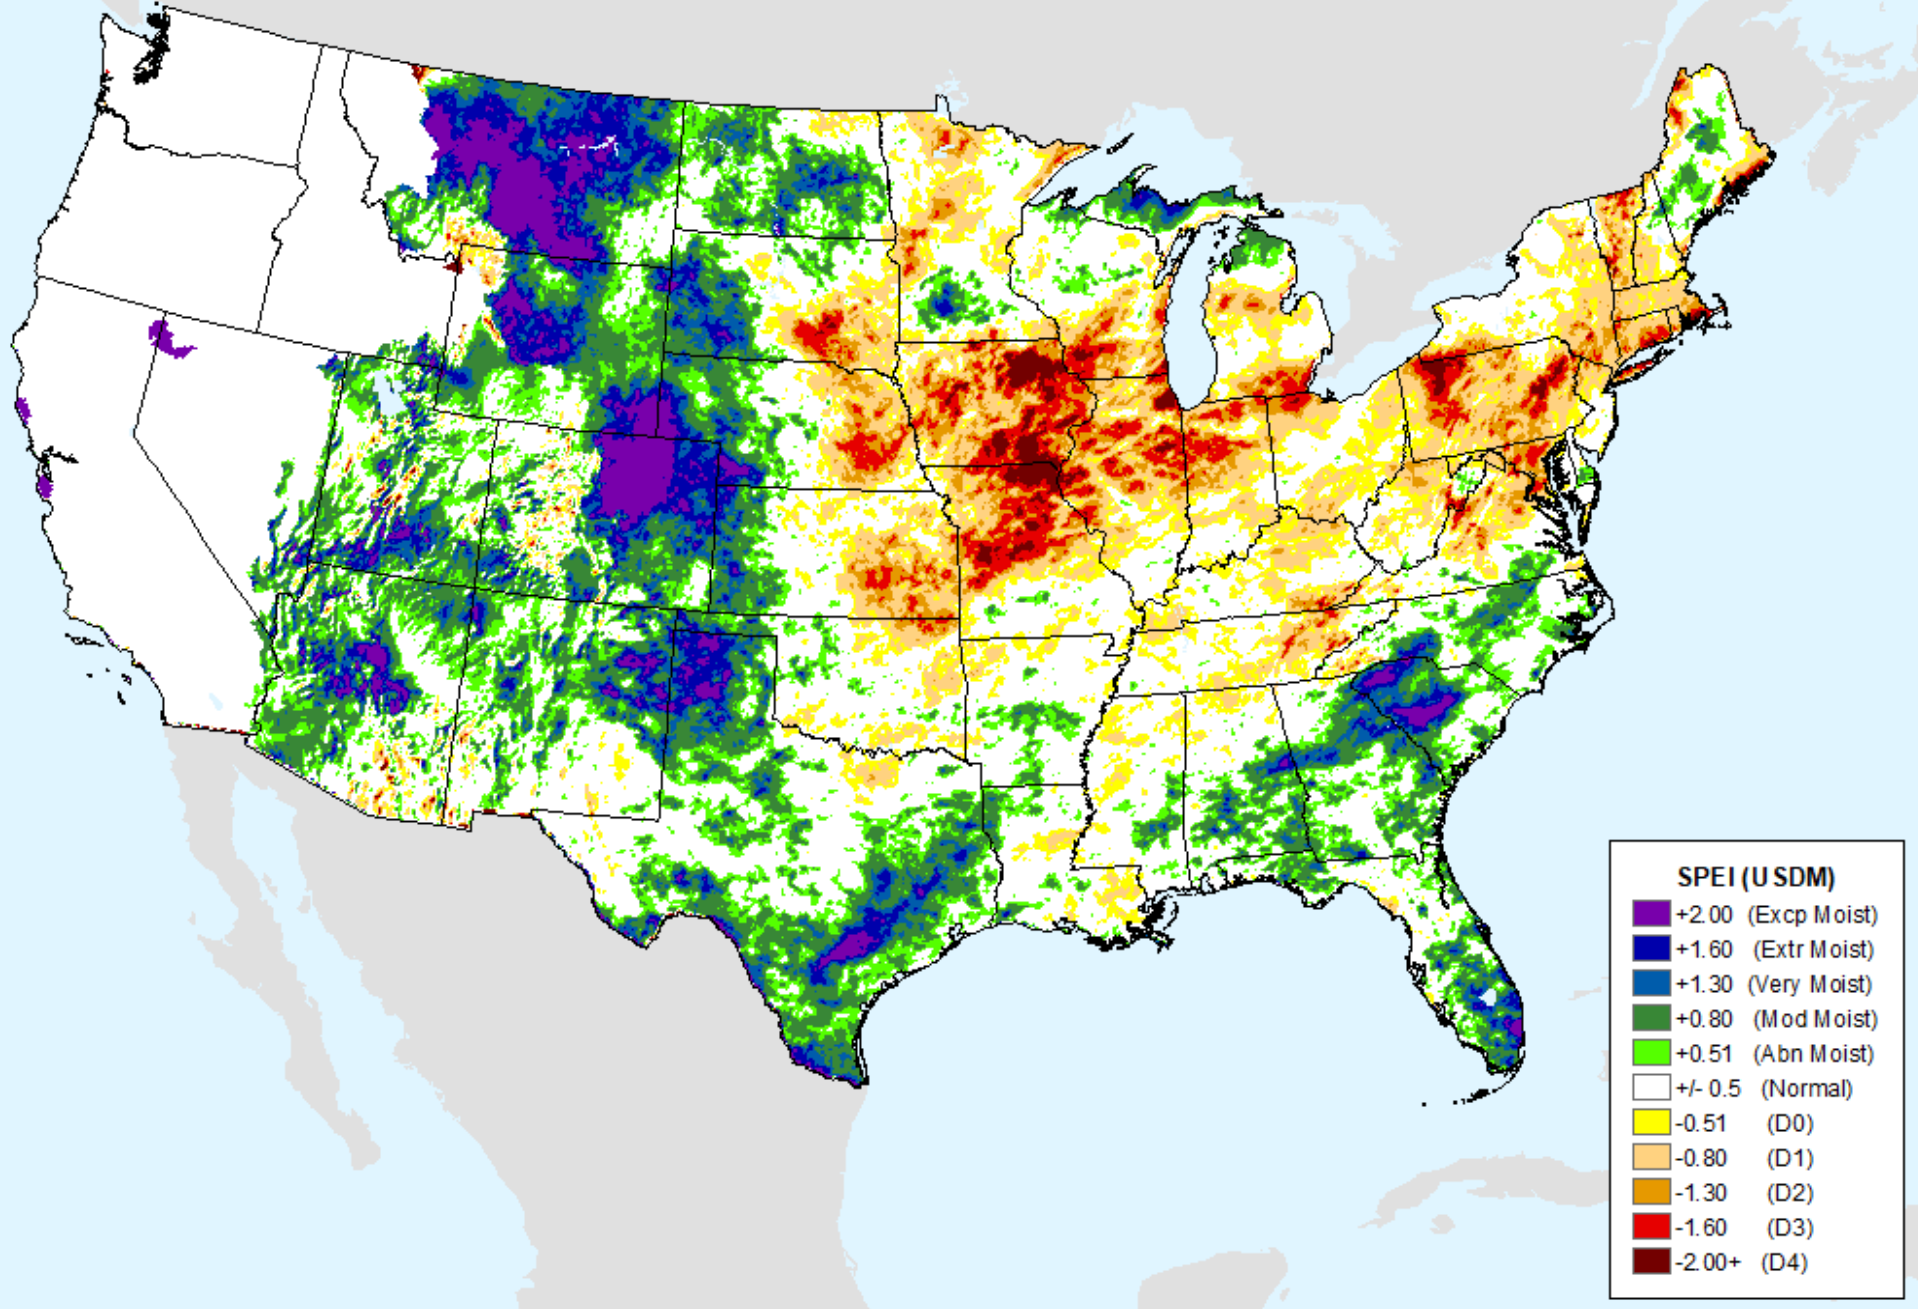 SPEI (USDM)
+2.00 (Excp Moist)
+1.60 (Extr Moist)
+1.30 (Very Moist)
+0.80 (Mod Moist)
+0.51 (Abn Moist)
+/- 0.5 (Normal)
-0.51 (D0)
-0.80 (D1)
-1.30 (D2)
-1.60 (D3)
-2.00+ (D4)